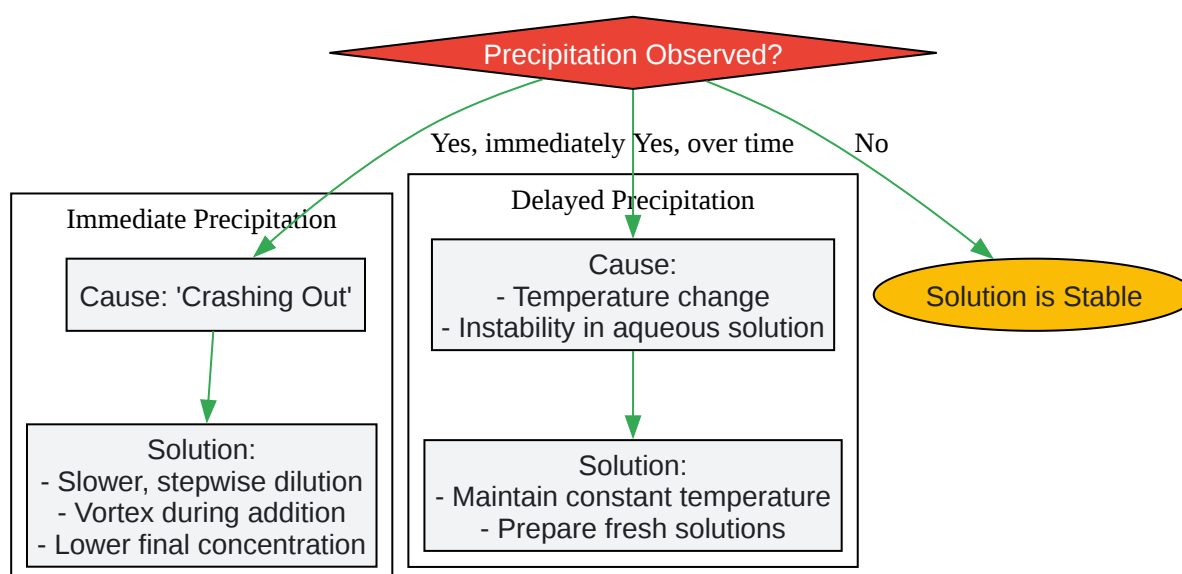 Precipitation Observed?
Yes, immediately
Yes, over time
No
Immediate Precipitation
Cause: 'Crashing Out'
Solution:
- Slower, stepwise dilution
- Vortex during addition
- Lower final concentration
Delayed Precipitation
Cause:
- Temperature change
- Instability in aqueous solution
Solution:
- Maintain constant temperature
- Prepare fresh solutions
Solution is Stable